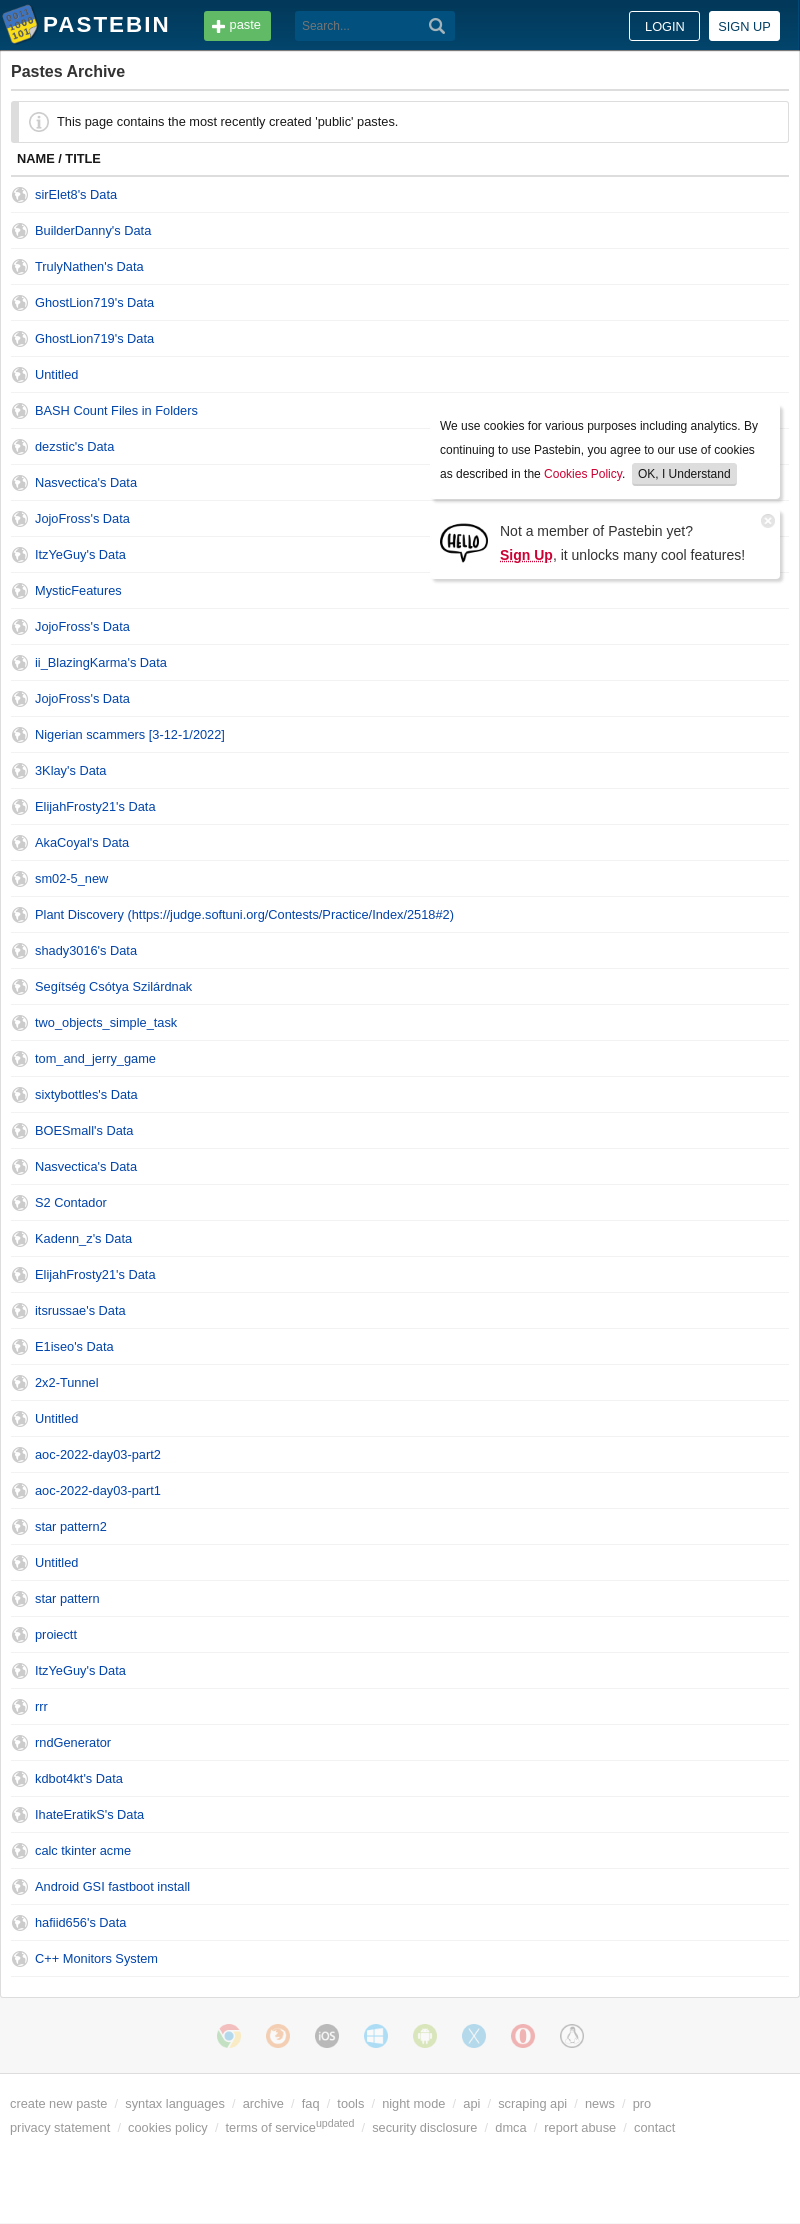 PASTEBIN paste Search... LOGIN SIGN UP
Pastes Archive
This page contains the most recently created 'public' pastes.
NAME / TITLE
sirElet8's Data
BuilderDanny's Data
TrulyNathen's Data
GhostLion719's Data
GhostLion719's Data
Untitled
BASH Count Files in Folders
dezstic's Data
Nasvectica's Data
JojoFross's Data
ItzYeGuy's Data
We use cookies for various purposes including analytics. By
continuing to use Pastebin, you agree to our use of cookies
as described in the Cookies Policy. OK, I Understand
HELLO
Not a member of Pastebin yet?
Sign Up, it unlocks many cool features!
MysticFeatures
JojoFross's Data
ii_BlazingKarma's Data
JojoFross's Data
Nigerian scammers [3-12-1/2022]
3Klay's Data
ElijahFrosty21's Data
AkaCoyal's Data
sm02-5_new
Plant Discovery (https://judge.softuni.org/Contests/Practice/Index/2518#2)
shady3016's Data
Segítség Csótya Szilárdnak
two_objects_simple_task
tom_and_jerry_game
sixtybottles's Data
BOESmall's Data
Nasvectica's Data
S2 Contador
Kadenn_z's Data
ElijahFrosty21's Data
itsrussae's Data
E1iseo's Data
2x2-Tunnel
Untitled
aoc-2022-day03-part2
aoc-2022-day03-part1
star pattern2
Untitled
star pattern
proiectt
ItzYeGuy's Data
rrr
rndGenerator
kdbot4kt's Data
IhateEratikS's Data
calc tkinter acme
Android GSI fastboot install
hafiid656's Data
C++ Monitors System
iOS
create new paste / syntax languages / archive / faq / tools / night mode / api / scraping api / news / pro
privacy statement / cookies policy / terms of service updated / security disclosure / dmca / report abuse / contact